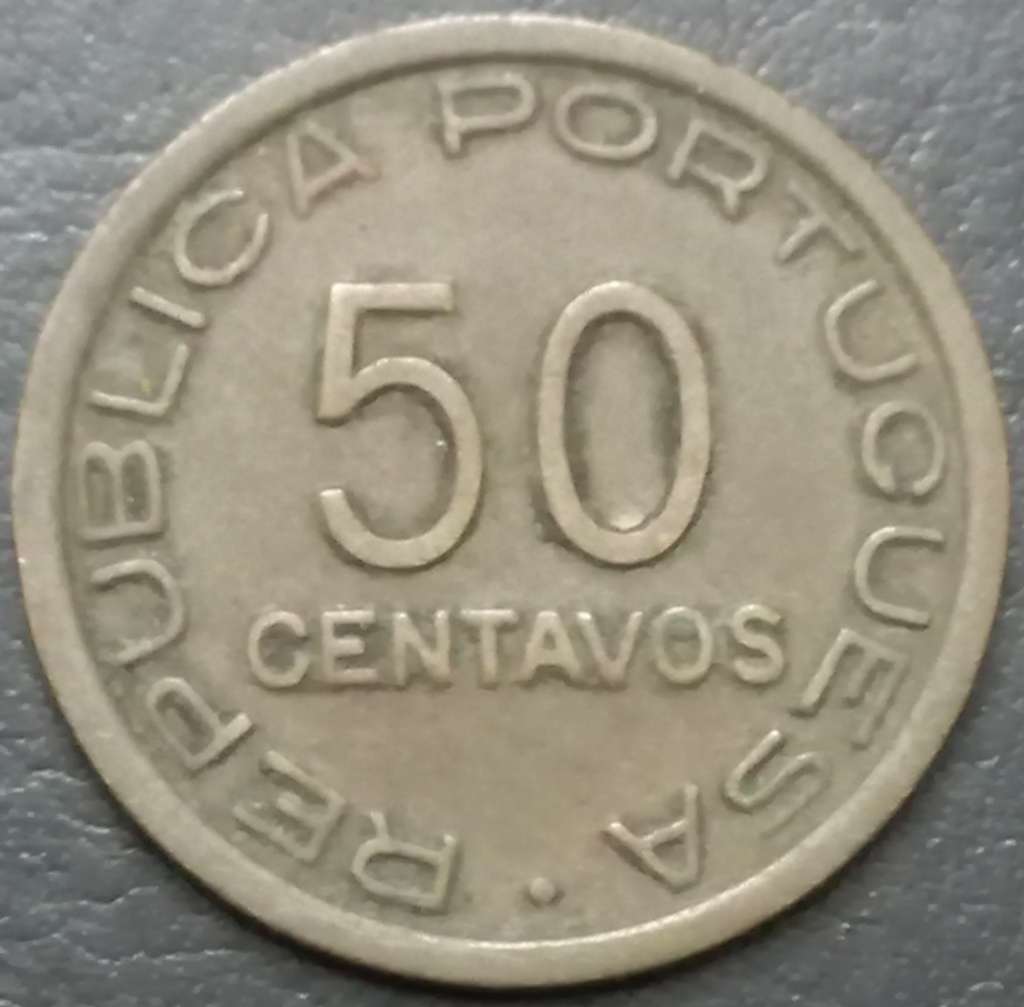 REPUBLICA PORTUGUESA •
50
CENTAVOS